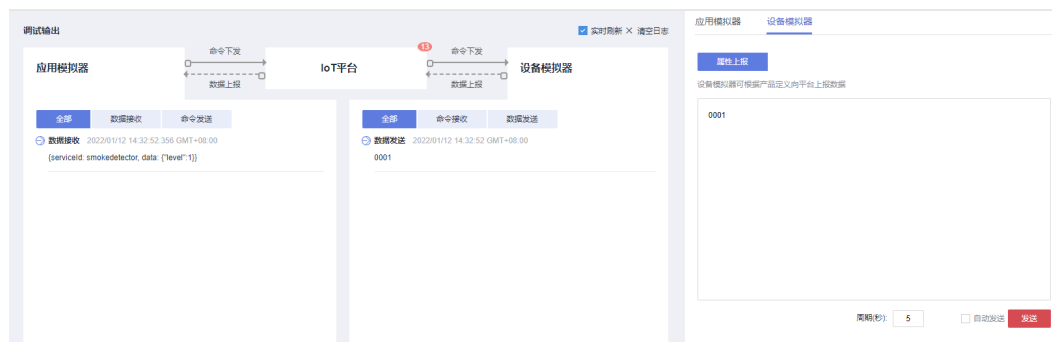 调试输出
实时刷新 × 清空日志
应用模拟器
命令下发
数据上报
IoT平台
13
命令下发
数据上报
设备模拟器
全部 数据接收 命令发送
数据接收 2022/01/12 14:32:52.356 GMT+08:00
{serviceId: smokedetector, data: {"level":1}}
全部 命令接收 数据发送
数据发送 2022/01/12 14:32:52 GMT+08:00
0001
应用模拟器 设备模拟器
属性上报
设备模拟器可根据产品定义向平台上报数据
0001
周期(秒): 5 自动发送 发送